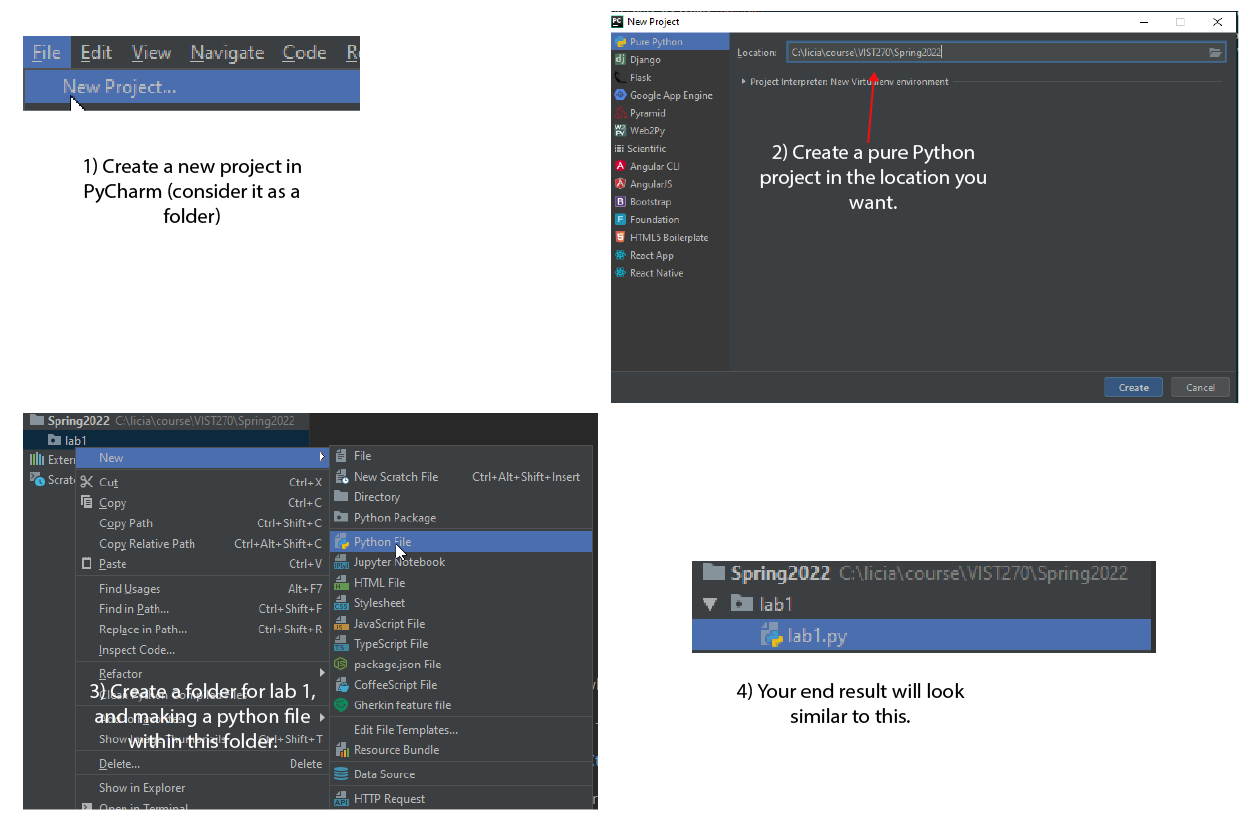 File Edit View Navigate Code
New Project...
1) Create a new project in
PyCharm (consider it as a
folder)
PC New Project
Pure Python
Django
Flask
Google App Engine
Pyramid
Web2Py
Scientific
Angular CLI
AngularJS
Bootstrap
Foundation
HTML5 Boilerplate
React App
React Native
Location: C:\licia\course\VIST270\Spring2022
Project Interpreter: New Virtualenv environment
2) Create a pure Python
project in the location you
want.
Create Cancel
Spring2022 C:\licia\course\VIST270\Spring2022
lab1
Extern
Scratc
New
Cut Ctrl+X
Copy Ctrl+C
Copy Path Ctrl+Shift+C
Copy Relative Path Ctrl+Alt+Shift+C
Paste Ctrl+V
Find Usages Alt+F7
Find in Path... Ctrl+Shift+F
Replace in Path... Ctrl+Shift+R
Inspect Code...
Refactor
3) Create a folder for lab 1,
and making a python file
within this folder.
Add to Favorites
Show Image Thumbnails Ctrl+Shift+T
Delete... Delete
Show in Explorer
Open in Terminal
File
New Scratch File Ctrl+Alt+Shift+Insert
Directory
Python Package
Python File
Jupyter Notebook
HTML File
Stylesheet
JavaScript File
TypeScript File
package.json File
CoffeeScript File
Gherkin feature file
Edit File Templates...
Resource Bundle
Data Source
HTTP Request
Spring2022 C:\licia\course\VIST270\Spring2022
lab1
lab1.py
4) Your end result will look
similar to this.